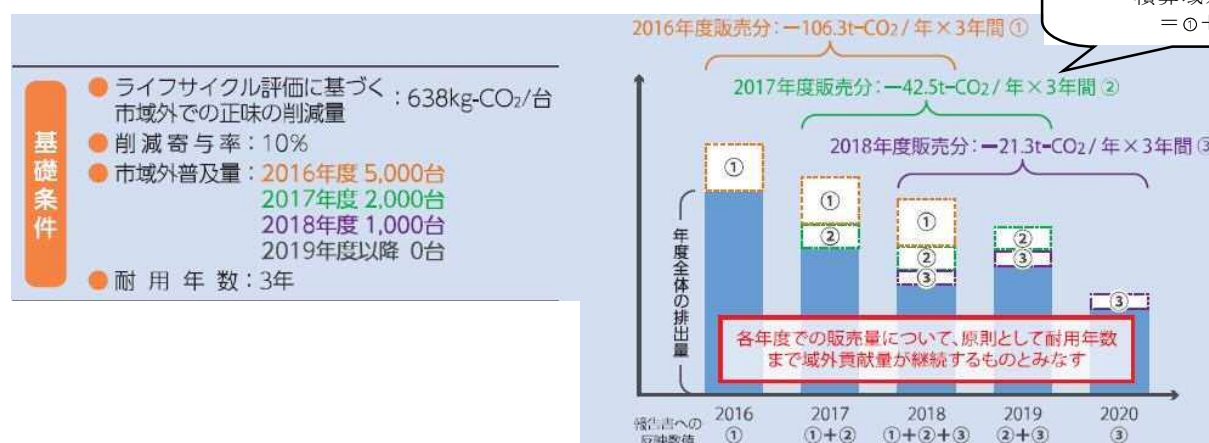 基礎条件
● ライフサイクル評価に基づく
市域外での正味の削減量
：638kg-CO₂/台
● 削減寄与率：10%
● 市域外普及量：2016年度 5,000台
2017年度 2,000台
2018年度 1,000台
2019年度以降 0台
● 耐用年数：3年
＝①＋
2016年度販売分：ー106.3t-CO₂/年×3年間①
2017年度販売分：ー42.5t-CO₂/年×3年間②
2018年度販売分：ー21.3t-CO₂/年×3年間③
年度全体の排出量
①
①
②
①
②
③
②
③
③
各年度での販売量について、原則として耐用年数
まで域外貢献量が継続するものとみなす
報告書への
反映数値
2016
①
2017
①+②
2018
①+②+③
2019
②+③
2020
③